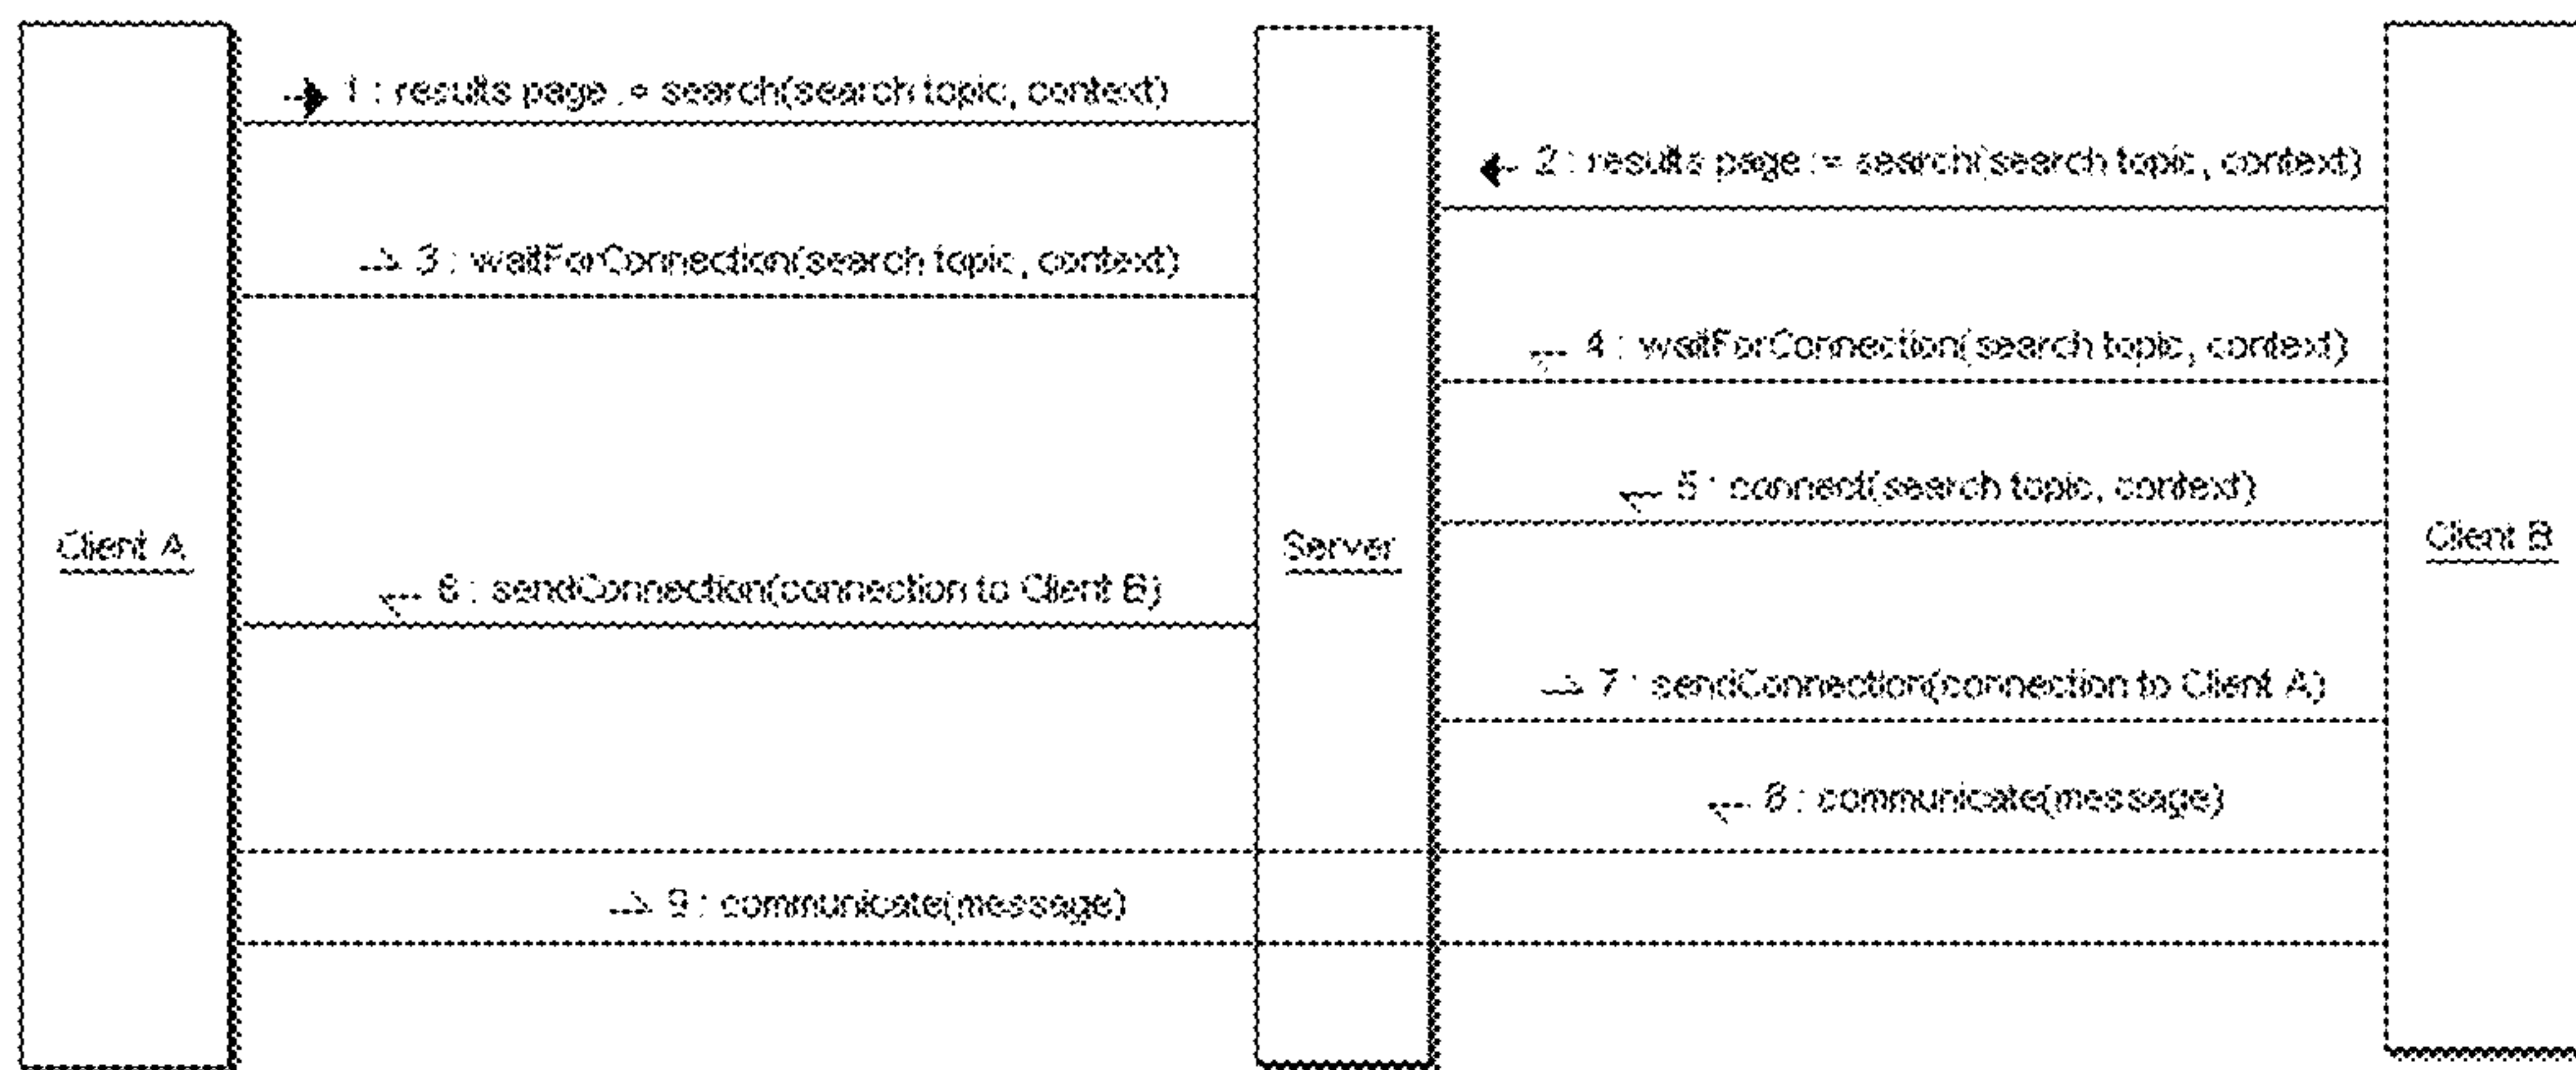 1 : results page := search(search topic, context)
2 : results page := search(search topic, context)
3 : waitForConnection(search topic, context)
4 : waitForConnection(search topic, context)
5 : connect(search topic, context)
Client A
Server
Client B
6 : sendConnection(connection to Client B)
7 : sendConnection(connection to Client A)
8 : communicate(message)
9 : communicate(message)